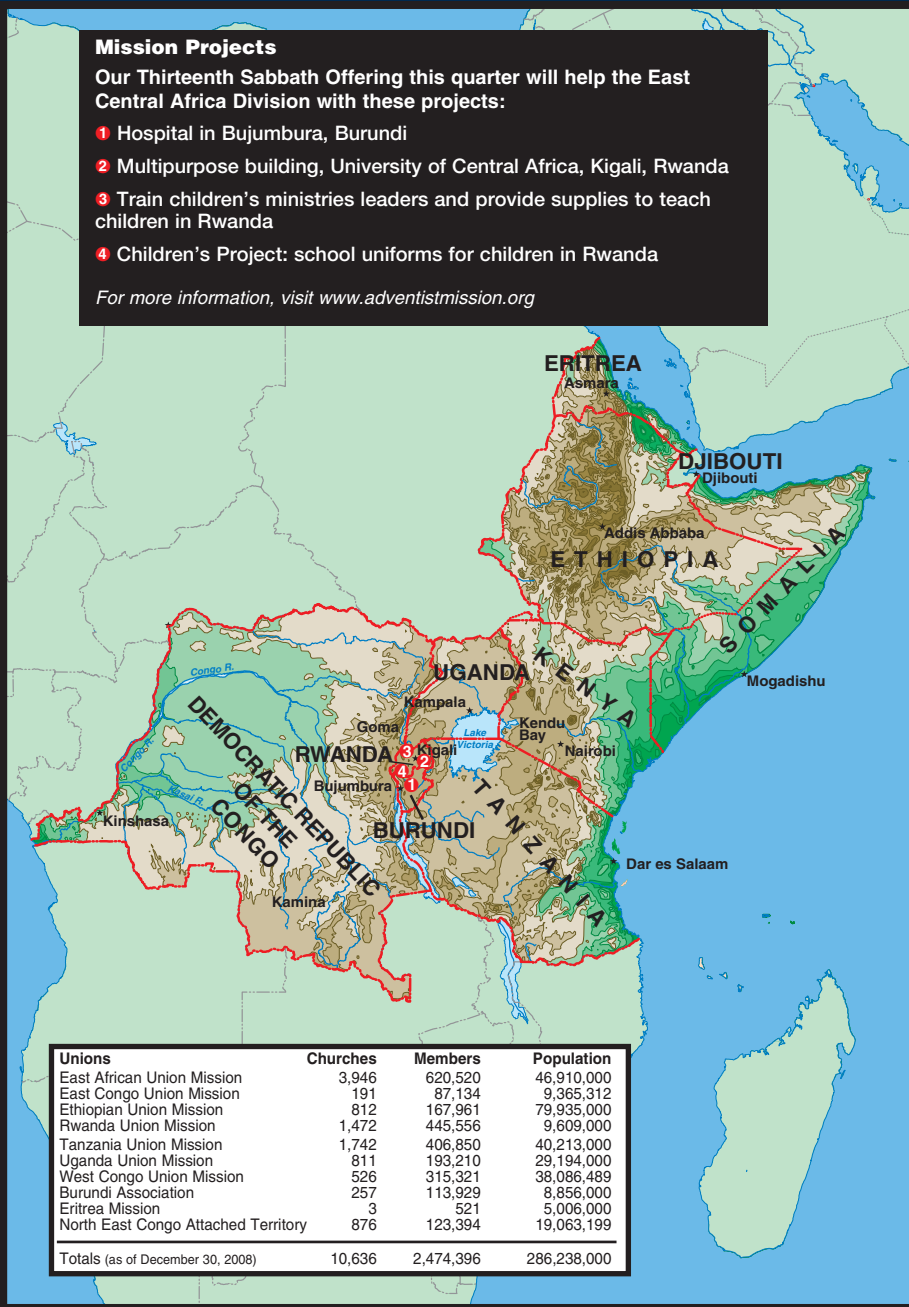 Mission Projects
Our Thirteenth Sabbath Offering this quarter will help the East
Central Africa Division with these projects:
1 Hospital in Bujumbura, Burundi
2 Multipurpose building, University of Central Africa, Kigali, Rwanda
3 Train children's ministries leaders and provide supplies to teach
children in Rwanda
4 Children's Project: school uniforms for children in Rwanda
For more information, visit www.adventistmission.org
ERITREA
Asmara
DJIBOUTI
Djibouti
Addis Abbaba
ETHIOPIA
SOMALIA
Mogadishu
UGANDA
KENYA
Kampala
Kendu
Bay
Nairobi
Lake
Victoria
Congo R.
Congo R.
Kasai R.
DEMOCRATIC REPUBLIC
OF THE
CONGO
Goma
RWANDA
3
Kigali
2
4
1
Bujumbura
BURUNDI
TANZANIA
Kinshasa
Dar es Salaam
Kamina
Unions Churches Members Population
East African Union Mission 3,946 620,520 46,910,000
East Congo Union Mission 191 87,134 9,365,312
Ethiopian Union Mission 812 167,961 79,935,000
Rwanda Union Mission 1,472 445,556 9,609,000
Tanzania Union Mission 1,742 406,850 40,213,000
Uganda Union Mission 811 193,210 29,194,000
West Congo Union Mission 526 315,321 38,086,489
Burundi Association 257 113,929 8,856,000
Eritrea Mission 3 521 5,006,000
North East Congo Attached Territory 876 123,394 19,063,199
Totals (as of December 30, 2008) 10,636 2,474,396 286,238,000